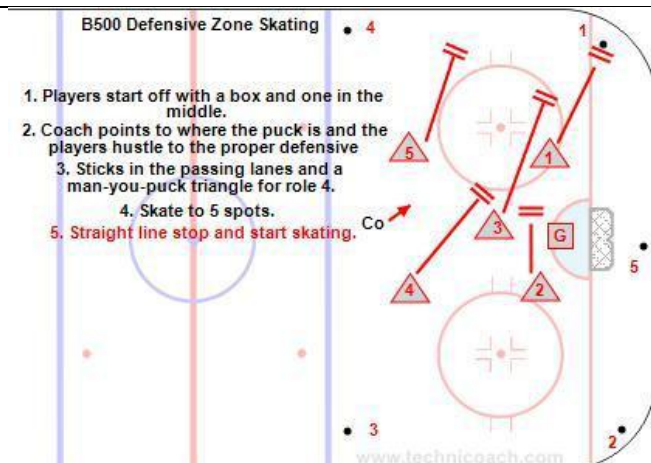 B500 Defensive Zone Skating
4
1
1. Players start off with a box and one in the
middle.
2. Coach points to where the puck is and the
players hustle to the proper defensive
3. Sticks in the passing lanes and a
man-you-puck triangle for role 4.
4. Skate to 5 spots.
5. Straight line stop and start skating.
5
1
Co
3
G
5
4
2
3
2
www.technicoach.com